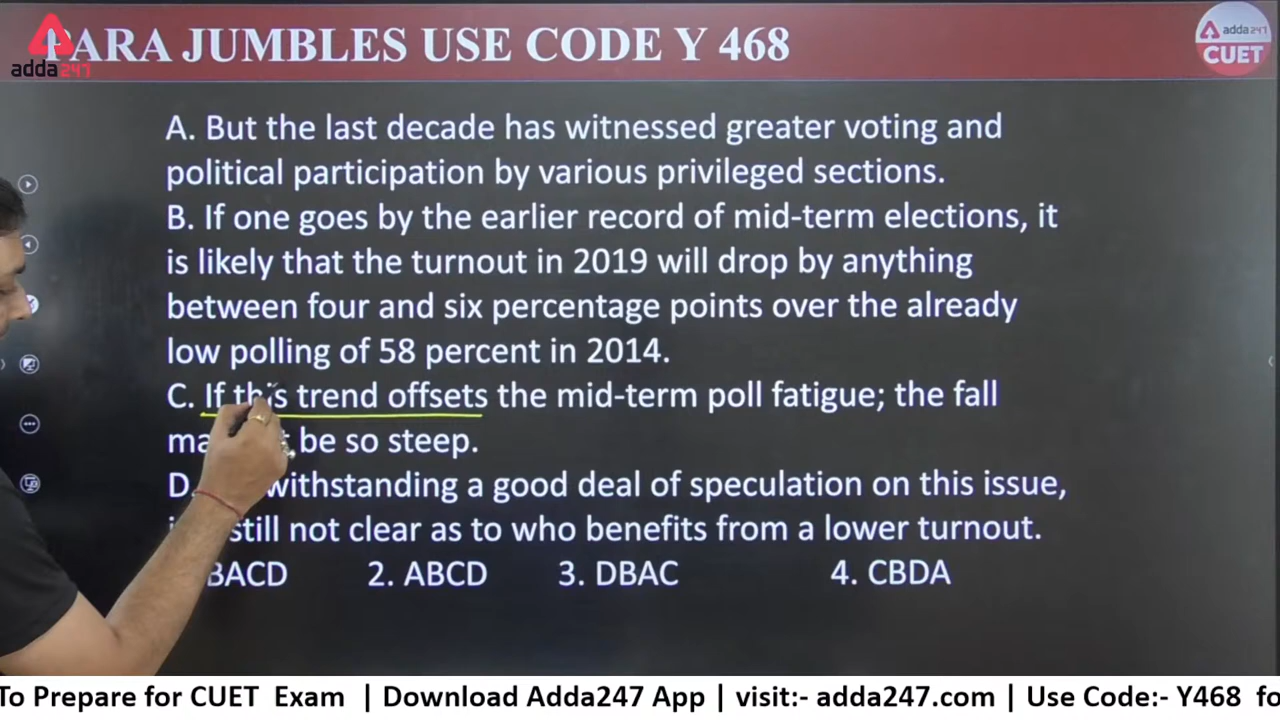 PARA JUMBLES USE CODE Y 468
adda247
adda247
CUET
A. But the last decade has witnessed greater voting and
political participation by various privileged sections.
B. If one goes by the earlier record of mid-term elections, it
is likely that the turnout in 2019 will drop by anything
between four and six percentage points over the already
low polling of 58 percent in 2014.
C. If this trend offsets the mid-term poll fatigue; the fall
be so steep.
D. withstanding a good deal of speculation on this issue,
still not clear as to who benefits from a lower turnout.
BACD 2. ABCD 3. DBAC 4. CBDA
To Prepare for CUET Exam | Download Adda247 App | visit:- adda247.com | Use Code:- Y468 fo